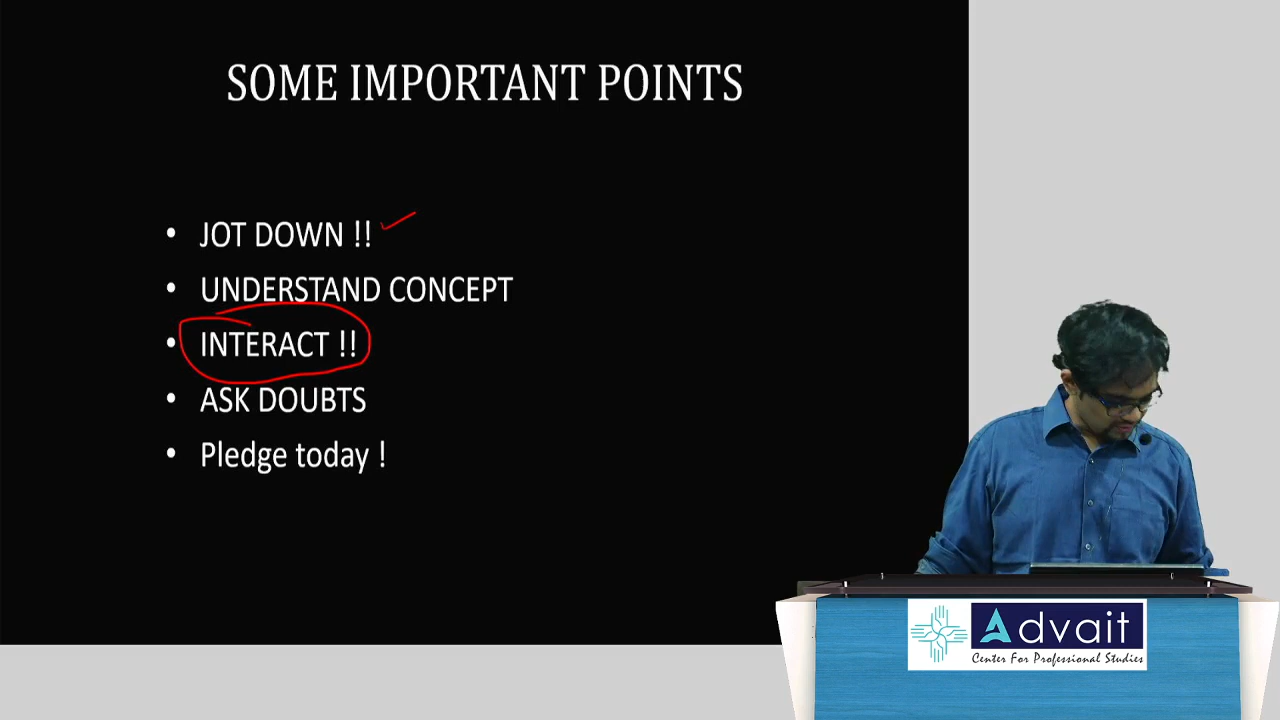 SOME IMPORTANT POINTS
• JOT DOWN !!
• UNDERSTAND CONCEPT
• INTERACT !!
• ASK DOUBTS
• Pledge today !
Advait
Center For Professional Studies